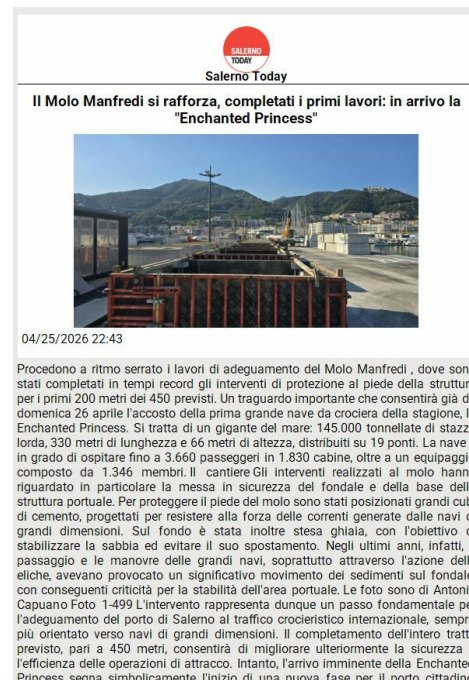 SALERNO
TODAY
Salerno Today
Il Molo Manfredi si rafforza, completati i primi lavori: in arrivo la
"Enchanted Princess"
04/25/2026 22:43
Procedono a ritmo serrato i lavori di adeguamento del Molo Manfredi , dove son
stati completati in tempi record gli interventi di protezione al piede della struttur
per i primi 200 metri dei 450 previsti. Un traguardo importante che consentirà già d
domenica 26 aprile l'accosto della prima grande nave da crociera della stagione, l
Enchanted Princess. Si tratta di un gigante del mare: 145.000 tonnellate di stazz
lorda, 330 metri di lunghezza e 66 metri di altezza, distribuiti su 19 ponti. La nave
in grado di ospitare fino a 3.660 passeggeri in 1.830 cabine, oltre a un equipaggi
composto da 1.346 membri. Il cantiere Gli interventi realizzati al molo hann
riguardato in particolare la messa in sicurezza del fondale e della base dell
struttura portuale. Per proteggere il piede del molo sono stati posizionati grandi cub
di cemento, progettati per resistere alla forza delle correnti generate dalle navi d
grandi dimensioni. Sul fondo è stata inoltre stesa ghiaia, con l'obiettivo d
stabilizzare la sabbia ed evitare il suo spostamento. Negli ultimi anni, infatti,
passaggio e le manovre delle grandi navi, soprattutto attraverso l'azione dell
eliche, avevano provocato un significativo movimento dei sedimenti sul fondale
con conseguenti criticità per la stabilità dell'area portuale. Le foto sono di Antoni
Capuano Foto 1-499 L'intervento rappresenta dunque un passo fondamentale pe
l'adeguamento del porto di Salerno al traffico crocieristico internazionale, sempr
più orientato verso navi di grandi dimensioni. Il completamento dell'intero tratt
previsto, pari a 450 metri, consentirà di migliorare ulteriormente la sicurezza
l'efficienza delle operazioni di attracco. Intanto, l'arrivo imminente della Enchante
Princess segna simbolicamente l'inizio di una nuova fase per il porto cittadin